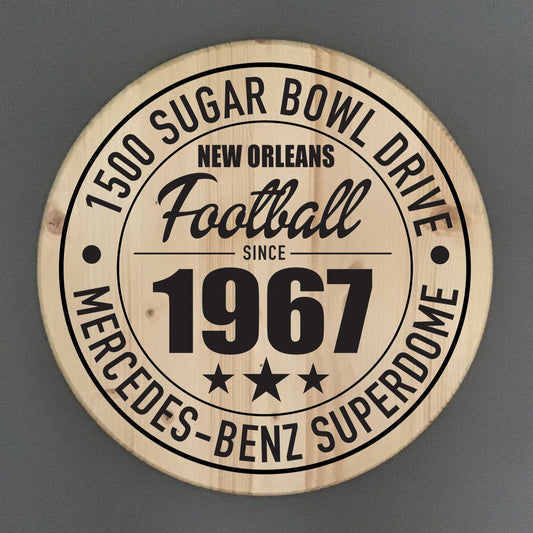 1500 SUGAR BOWL DRIVE
NEW ORLEANS
Football
SINCE
1967
MERCEDES-BENZ SUPERDOME